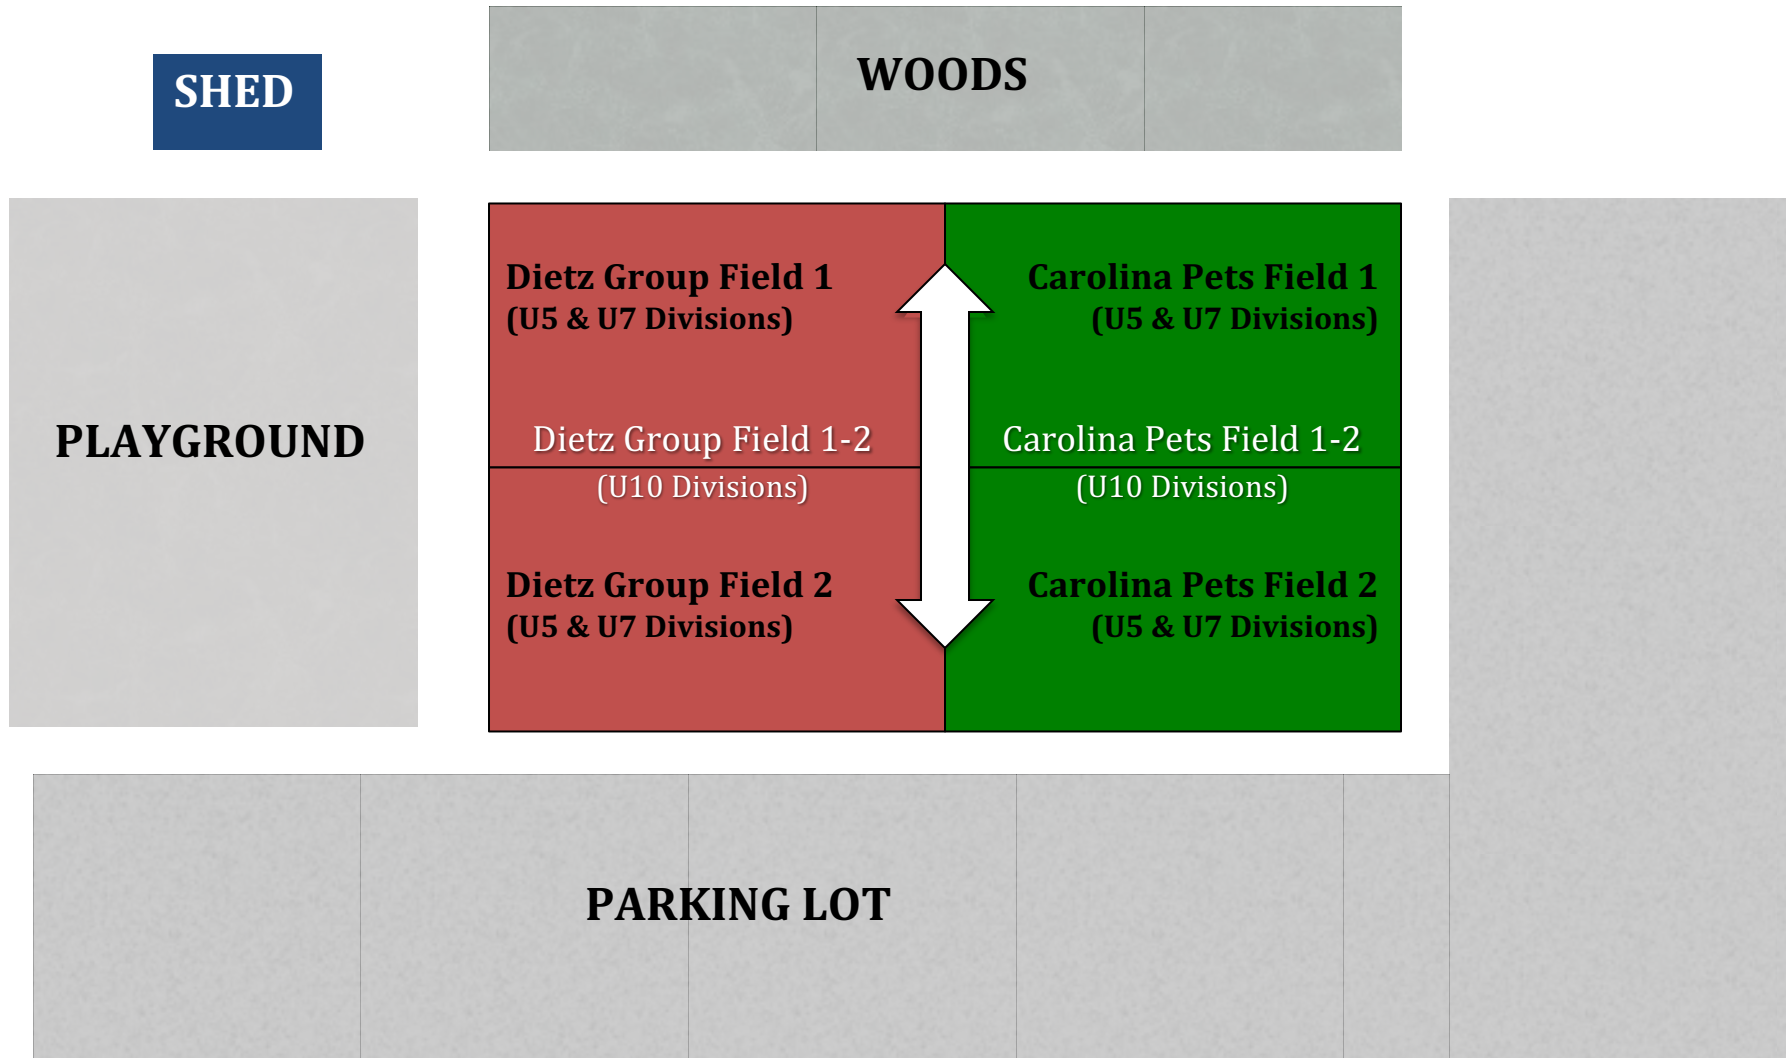 SHED
WOODS
Dietz Group Field 1
(U5 & U7 Divisions)
Carolina Pets Field 1
(U5 & U7 Divisions)
PLAYGROUND
Dietz Group Field 1-2
(U10 Divisions)
Carolina Pets Field 1-2
(U10 Divisions)
Dietz Group Field 2
(U5 & U7 Divisions)
Carolina Pets Field 2
(U5 & U7 Divisions)
PARKING LOT